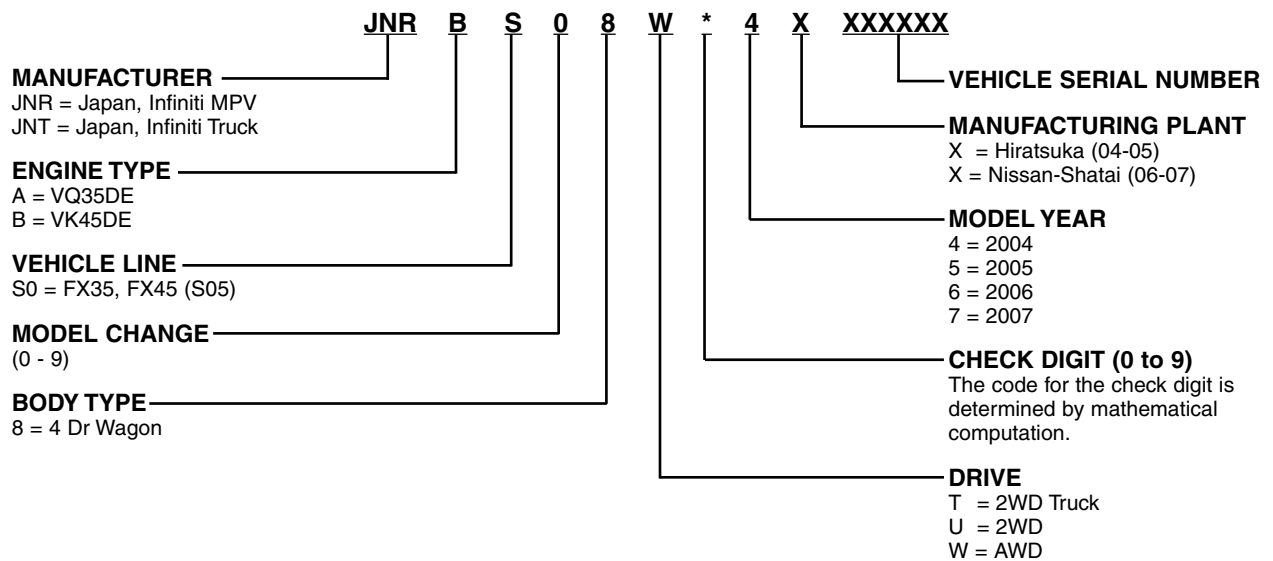 JNR B S 0 8 W * 4 X XXXXXX
MANUFACTURER
JNR = Japan, Infiniti MPV
JNT = Japan, Infiniti Truck
ENGINE TYPE
A = VQ35DE
B = VK45DE
VEHICLE LINE
S0 = FX35, FX45 (S05)
MODEL CHANGE
(0 - 9)
BODY TYPE
8 = 4 Dr Wagon
VEHICLE SERIAL NUMBER
MANUFACTURING PLANT
X = Hiratsuka (04-05)
X = Nissan-Shatai (06-07)
MODEL YEAR
4 = 2004
5 = 2005
6 = 2006
7 = 2007
CHECK DIGIT (0 to 9)
The code for the check digit is
determined by mathematical
computation.
DRIVE
T = 2WD Truck
U = 2WD
W = AWD